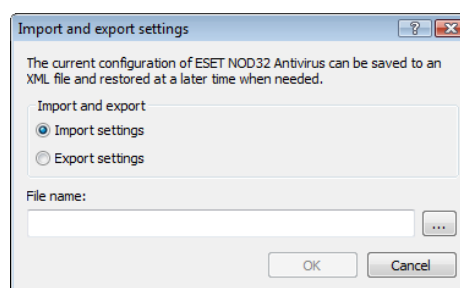 Import and export settings
The current configuration of ESET NOD32 Antivirus can be saved to an
XML file and restored at a later time when needed.
Import and export
Import settings
Export settings
File name:
...
OK Cancel